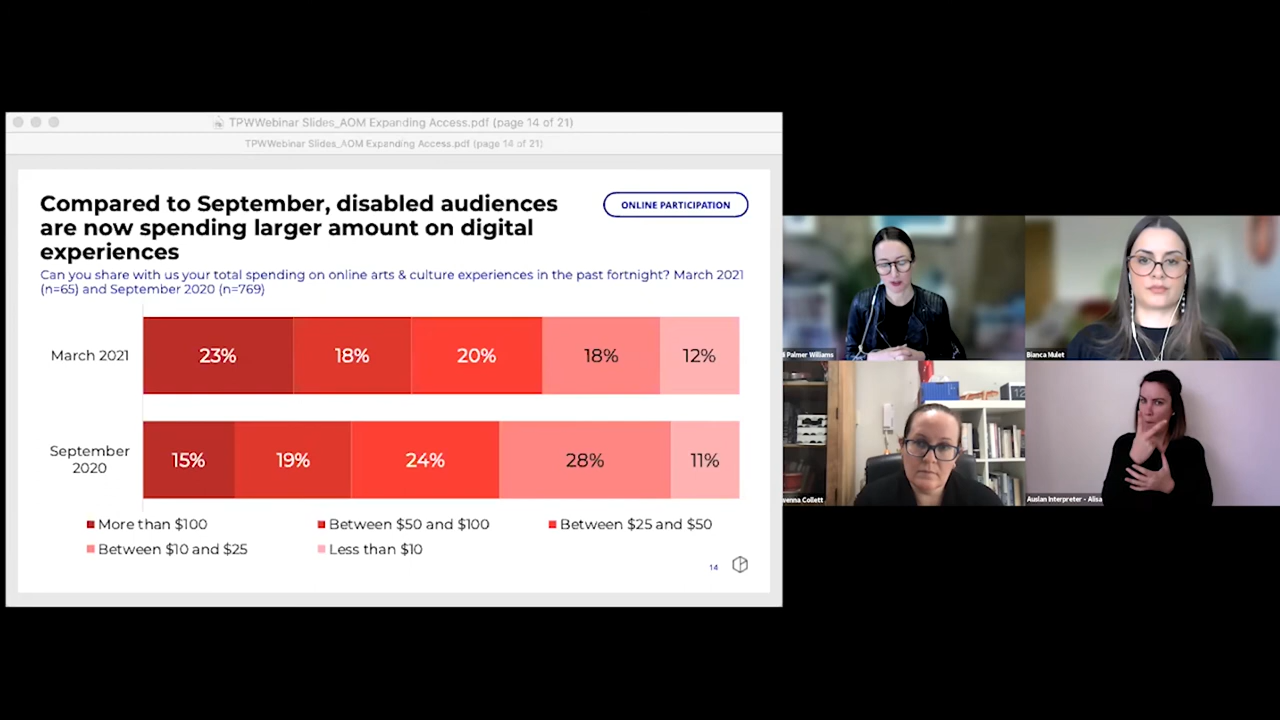 TPWWebinar Slides_AOM Expanding Access.pdf (page 14 of 21)
TPWWebinar Slides_AOM Expanding Access.pdf (page 14 of 21)
Compared to September, disabled audiences
are now spending larger amount on digital
experiences
ONLINE PARTICIPATION
Can you share with us your total spending on online arts & culture experiences in the past fortnight? March 2021
(n=65) and September 2020 (n=769)
March 2021
23%
18%
20%
18%
12%
September
2020
15%
19%
24%
28%
11%
More than $100
Between $50 and $100
Between $25 and $50
Between $10 and $25
Less than $10
14
Palmer Williams
Bianca Mulet
Collett
Auslan Interpreter - Alisa